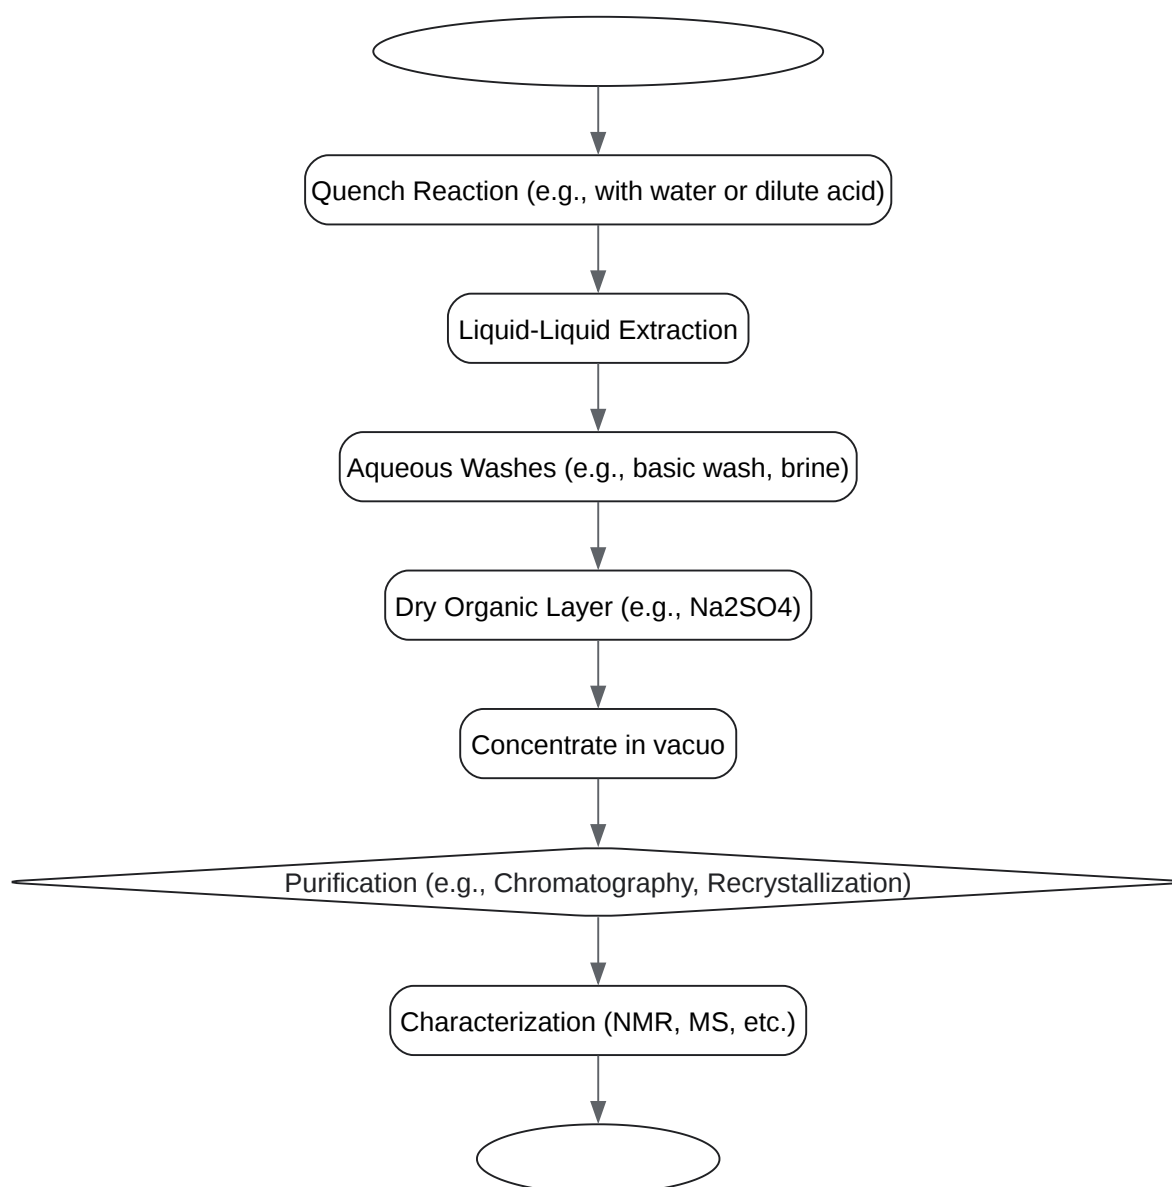 Quench Reaction (e.g., with water or dilute acid)
Liquid-Liquid Extraction
Aqueous Washes (e.g., basic wash, brine)
Dry Organic Layer (e.g., Na2SO4)
Concentrate in vacuo
Purification (e.g., Chromatography, Recrystallization)
Characterization (NMR, MS, etc.)